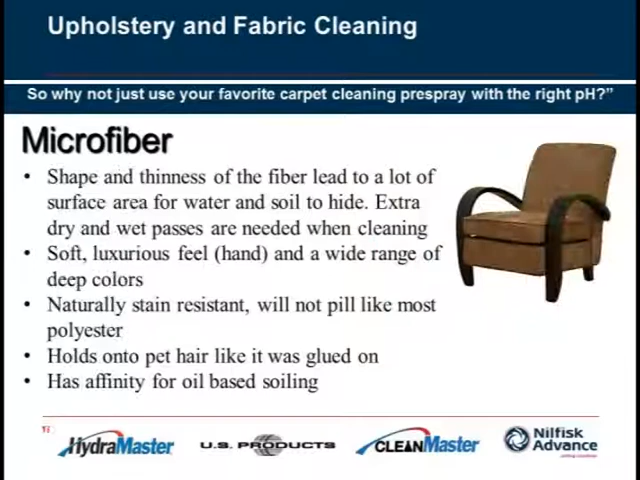 Upholstery and Fabric Cleaning
So why not just use your favorite carpet cleaning prespray with the right pH?"
Microfiber
• Shape and thinness of the fiber lead to a lot of
surface area for water and soil to hide. Extra
dry and wet passes are needed when cleaning
• Soft, luxurious feel (hand) and a wide range of
deep colors
• Naturally stain resistant, will not pill like most
polyester
• Holds onto pet hair like it was glued on
• Has affinity for oil based soiling
HydraMaster
U.S. PRODUCTS
CLEANMaster
Nilfisk
Advance